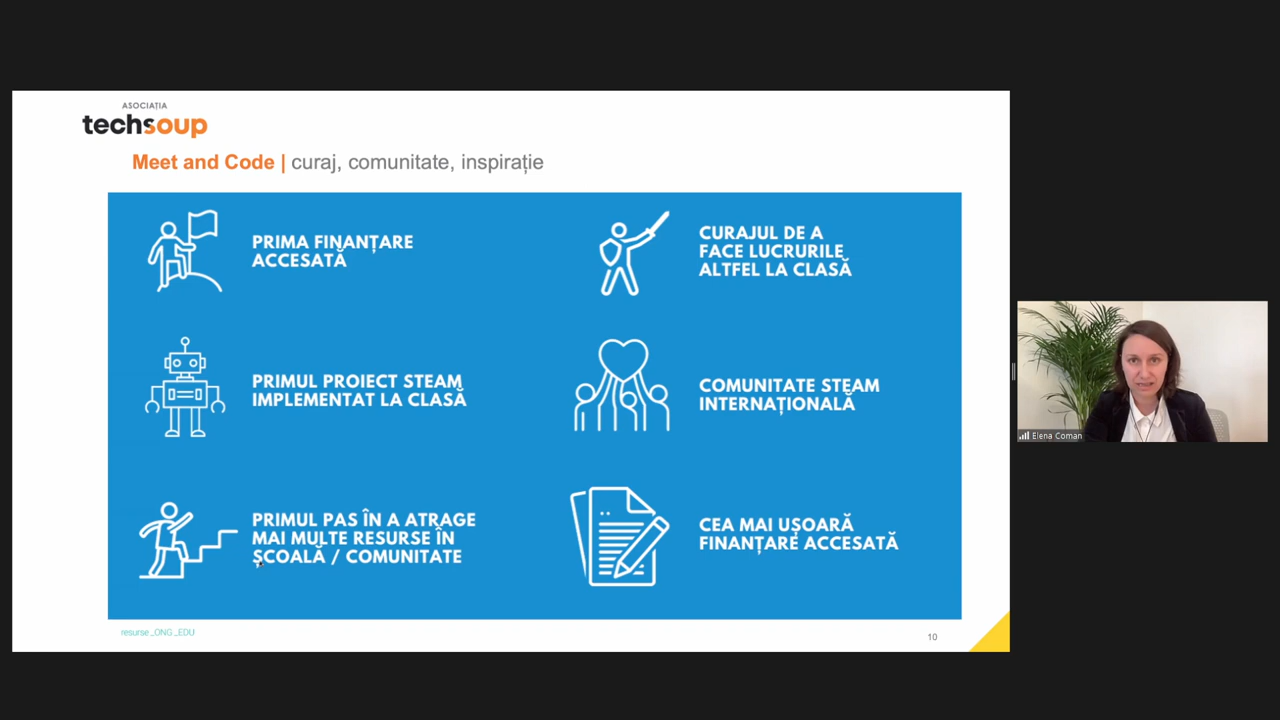 ASOCIAȚIA
techsoup
Meet and Code | curaj, comunitate, inspirație
PRIMA FINANȚARE
ACCESATĂ
CURAJUL DE A
FACE LUCRURILE
ALTFEL LA CLASĂ
PRIMUL PROIECT STEAM
IMPLEMENTAT LA CLASĂ
COMUNITATE STEAM
INTERNAȚIONALĂ
PRIMUL PAS ÎN A ATRAGE
MAI MULTE RESURSE ÎN
ȘCOALĂ / COMUNITATE
CEA MAI UȘOARĂ
FINANȚARE ACCESATĂ
resurse_ONG_EDU
10
Elena Coman